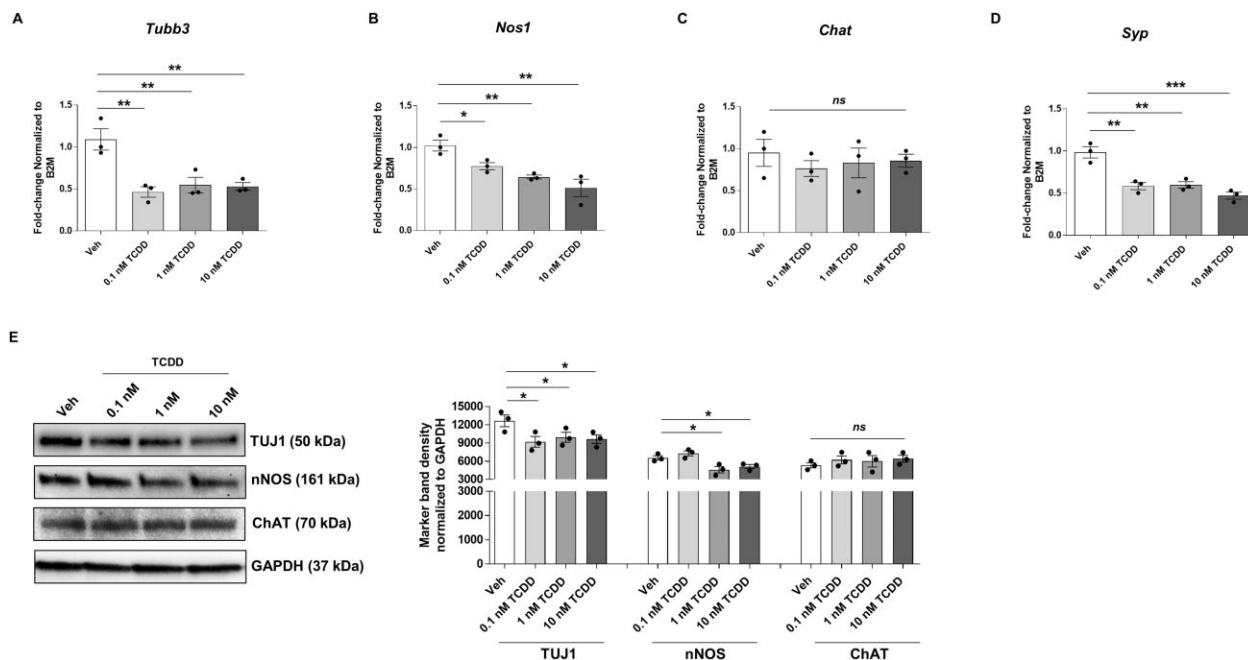 A
Tubb3
**
**
**
Fold-change Normalized to
B2M
1.5
1.0
0.5
0.0
Veh
0.1 nM TCDD
1 nM TCDD
10 nM TCDD
B
Nos1
**
**
*
Fold-change Normalized to
B2M
1.5
1.0
0.5
0.0
Veh
0.1 nM TCDD
1 nM TCDD
10 nM TCDD
C
Chat
ns
Fold-change Normalized to
B2M
1.5
1.0
0.5
0.0
Veh
0.1 nM TCDD
1 nM TCDD
10 nM TCDD
D
Syp
***
**
**
Fold-change Normalized to
B2M
1.5
1.0
0.5
0.0
Veh
0.1 nM TCDD
1 nM TCDD
10 nM TCDD
E
TCDD
Veh
0.1 nM
1 nM
10 nM
TUJ1 (50 kDa)
nNOS (161 kDa)
ChAT (70 kDa)
GAPDH (37 kDa)
Marker band density
normalized to GAPDH
15000
12000
9000
6000
3000
3000
2000
1000
0
*
*
*
*
*
ns
Veh
0.1 nM TCDD
1 nM TCDD
10 nM TCDD
Veh
0.1 nM TCDD
1 nM TCDD
10 nM TCDD
Veh
0.1 nM TCDD
1 nM TCDD
10 nM TCDD
TUJ1
nNOS
ChAT